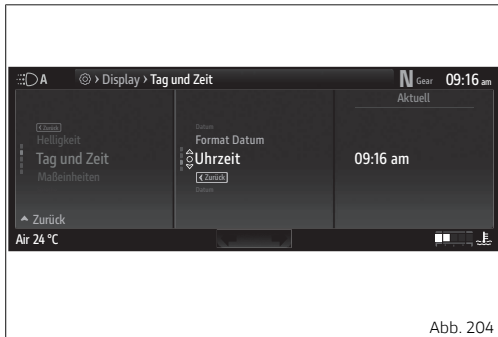 A Display › Tag und Zeit N Gear 09:16 am
Aktuell
Zurück
Helligkeit
Tag und Zeit
Maßeinheiten
Zurück
Datum
Format Datum
Uhrzeit
Zurück
Datum
09:16 am
Air 24 °C
Abb. 204